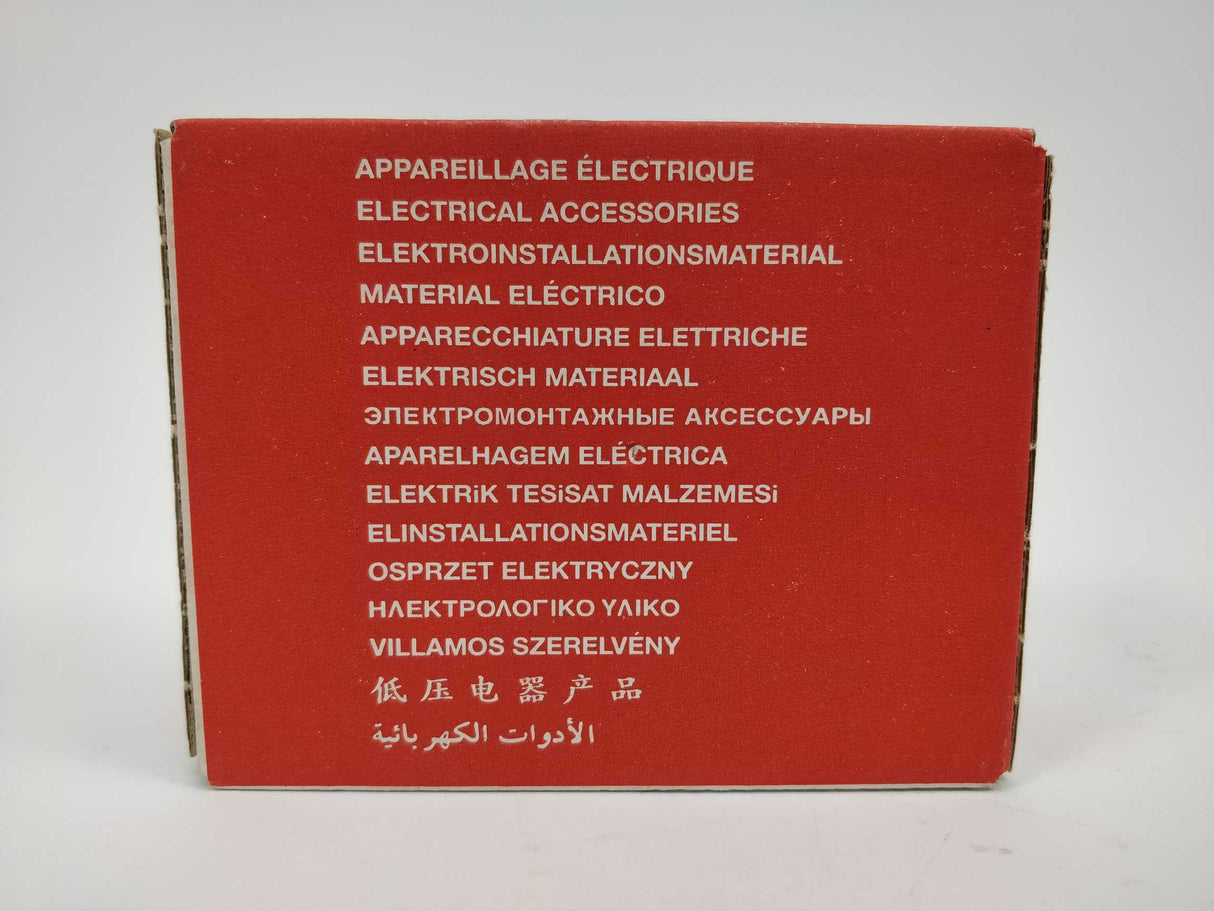 APPAREILLAGE ÉLECTRIQUE
ELECTRICAL ACCESSORIES
ELEKTROINSTALLATIONSMATERIAL
MATERIAL ELÉCTRICO
APPARECCHIATURE ELETTRICHE
ELEKTRISCH MATERIAAL
ЭЛЕКТРОМОНТАЖНЫЕ АКСЕССУАРЫ
APARELHAGEM ELÉCTRICA
ELEKTRiK TESiSAT MALZEMESi
ELINSTALLATIONSMATERIEL
OSPRZET ELEKTRYCZNY
ΗΛΕΚΤΡΟΛΟΓΙΚΟ ΥΛΙΚΟ
VILLAMOS SZERELVÉNY
低压电器产品
الأدوات الكهربائية